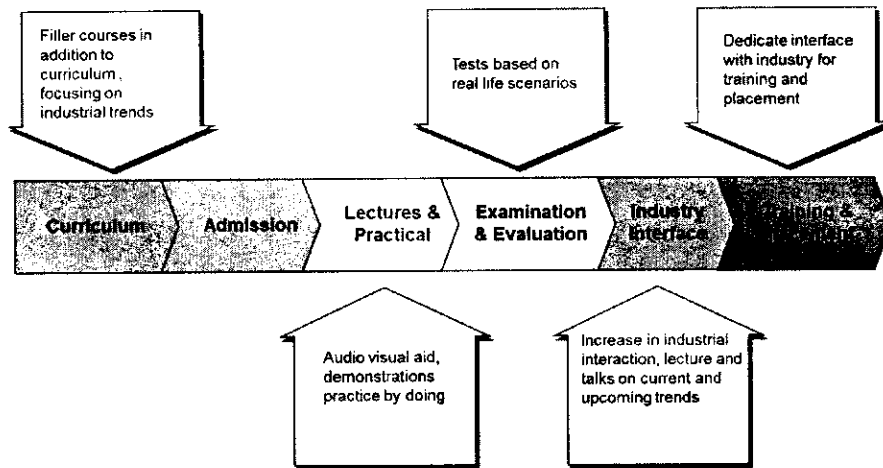 Filler courses in
addition to
curriculum ,
focusing on
industrial trends
Tests based on
real life scenarios
Dedicate interface
with industry for
training and
placement
Curriculum
Admission
Lectures &
Practical
Examination
& Evaluation
Industry
Interface
Training &
Audio visual aid,
demonstrations
practice by doing
Increase in industrial
interaction, lecture and
talks on current and
upcoming trends